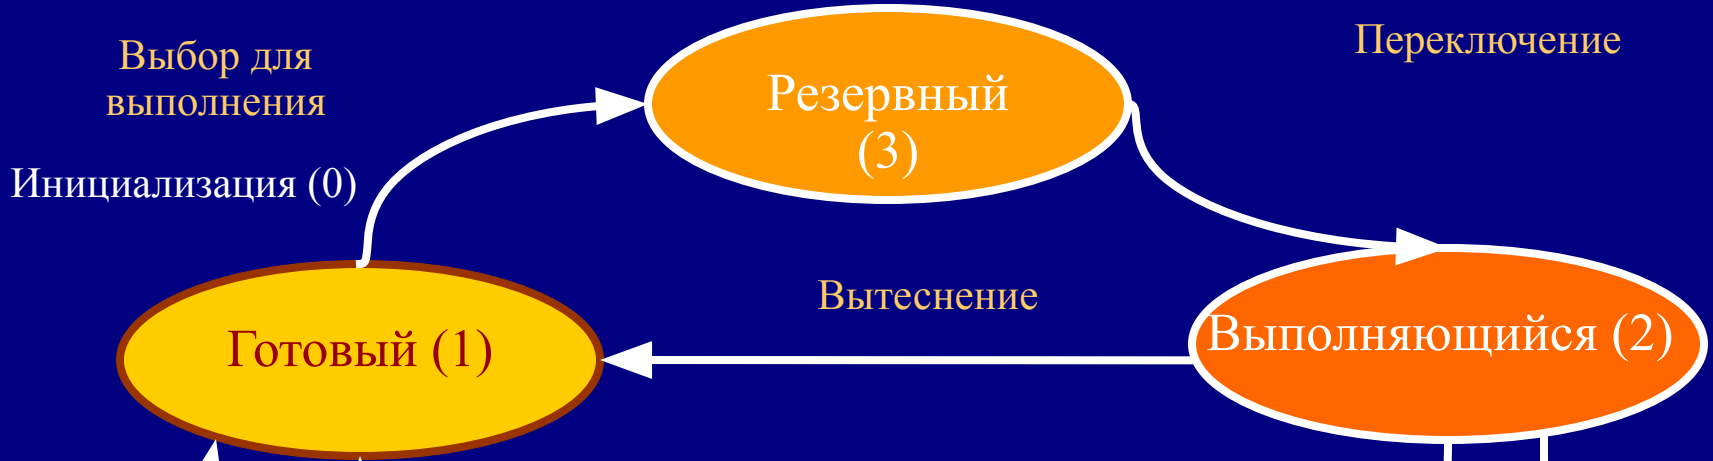 Выбор для
выполнения
Переключение
Резервный
(3)
Инициализация (0)
Вытеснение
Готовый (1)
Выполняющийся (2)